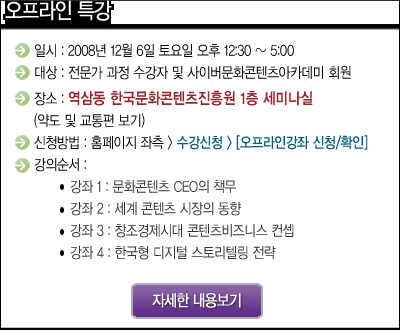 오프라인 특강
일시 : 2008년 12월 6일 토요일 오후 12:30 ~ 5:00
대상 : 전문가 과정 수강자 및 사이버문화콘텐츠아카데미 회원
장소 : 역삼동 한국문화콘텐츠진흥원 1층 세미나실
(약도 및 교통편 보기)
신청방법 : 홈페이지 좌측 > 수강신청 > [오프라인강좌 신청/확인]
강의순서 :
• 강좌 1 : 문화콘텐츠 CEO의 책무
• 강좌 2 : 세계 콘텐츠 시장의 동향
• 강좌 3 : 창조경제시대 콘텐츠비즈니스 컨셉
• 강좌 4 : 한국형 디지털 스토리텔링 전략
자세한 내용보기